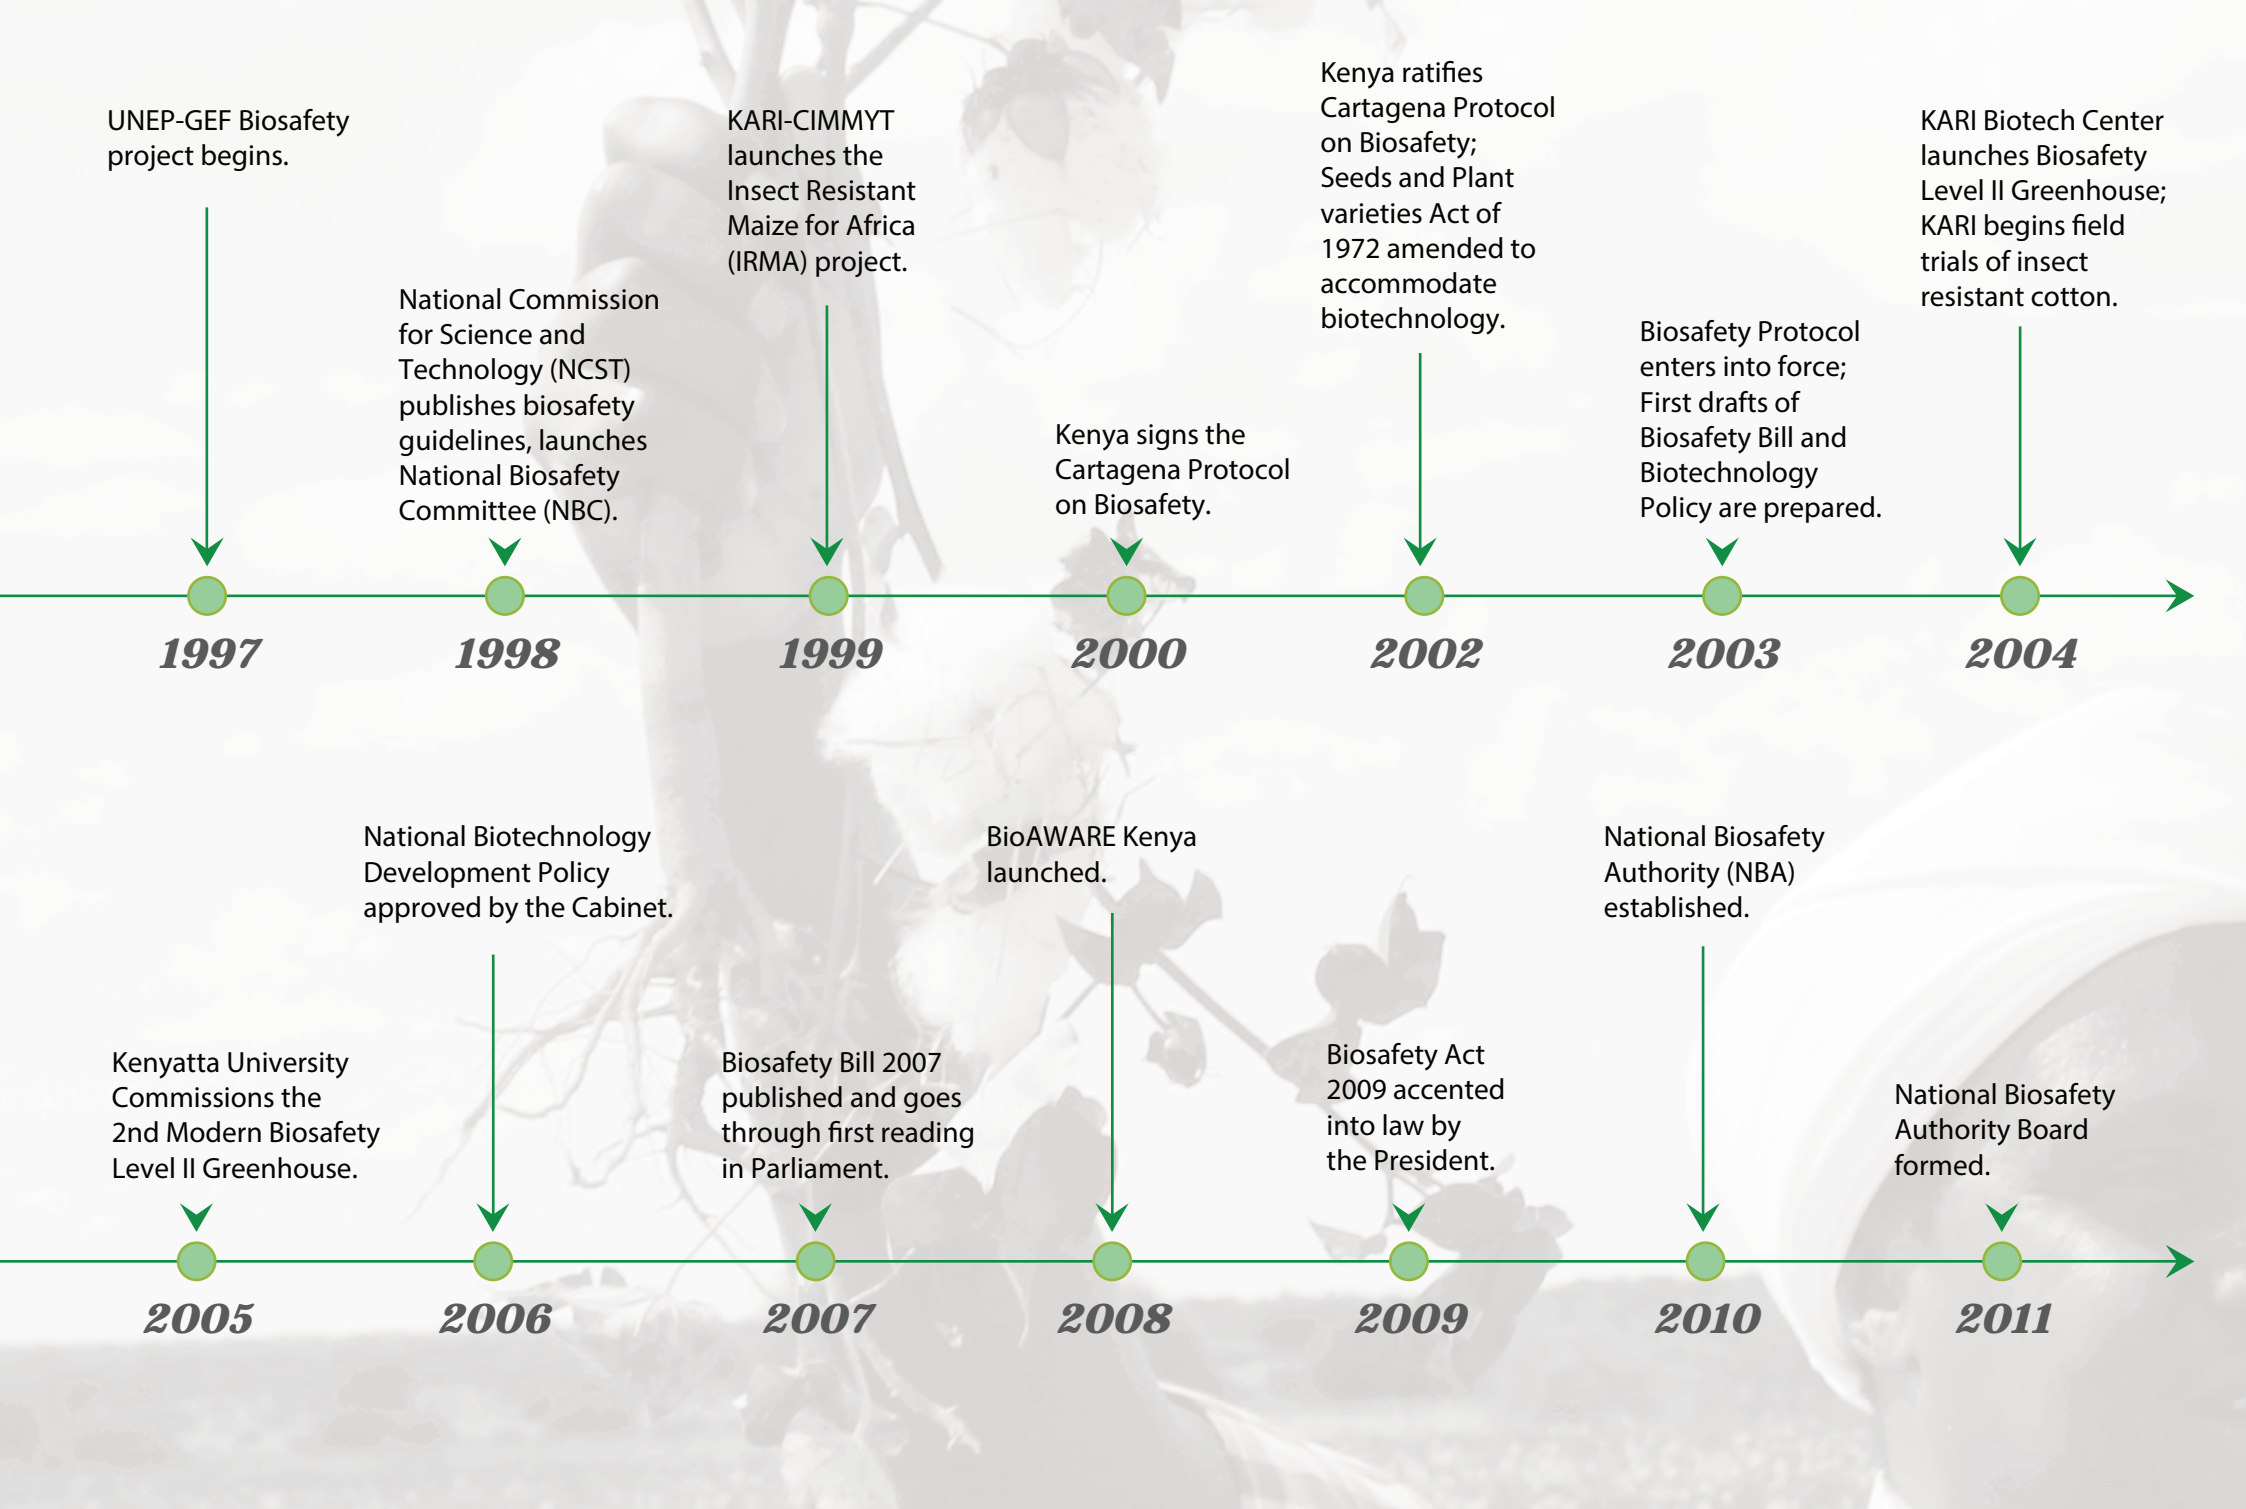 UNEP-GEF Biosafety
project begins.
National Commission
for Science and
Technology (NCST)
publishes biosafety
guidelines, launches
National Biosafety
Committee (NBC).
KARI-CIMMYT
launches the
Insect Resistant
Maize for Africa
(IRMA) project.
Kenya signs the
Cartagena Protocol
on Biosafety.
Kenya ratifies
Cartagena Protocol
on Biosafety;
Seeds and Plant
varieties Act of
1972 amended to
accommodate
biotechnology.
Biosafety Protocol
enters into force;
First drafts of
Biosafety Bill and
Biotechnology
Policy are prepared.
KARI Biotech Center
launches Biosafety
Level II Greenhouse;
KARI begins field
trials of insect
resistant cotton.
1997 1998 1999 2000 2002 2003 2004
Kenyatta University
Commissions the
2nd Modern Biosafety
Level II Greenhouse.
National Biotechnology
Development Policy
approved by the Cabinet.
Biosafety Bill 2007
published and goes
through first reading
in Parliament.
BioAWARE Kenya
launched.
Biosafety Act
2009 accented
into law by
the President.
National Biosafety
Authority (NBA)
established.
National Biosafety
Authority Board
formed.
2005 2006 2007 2008 2009 2010 2011